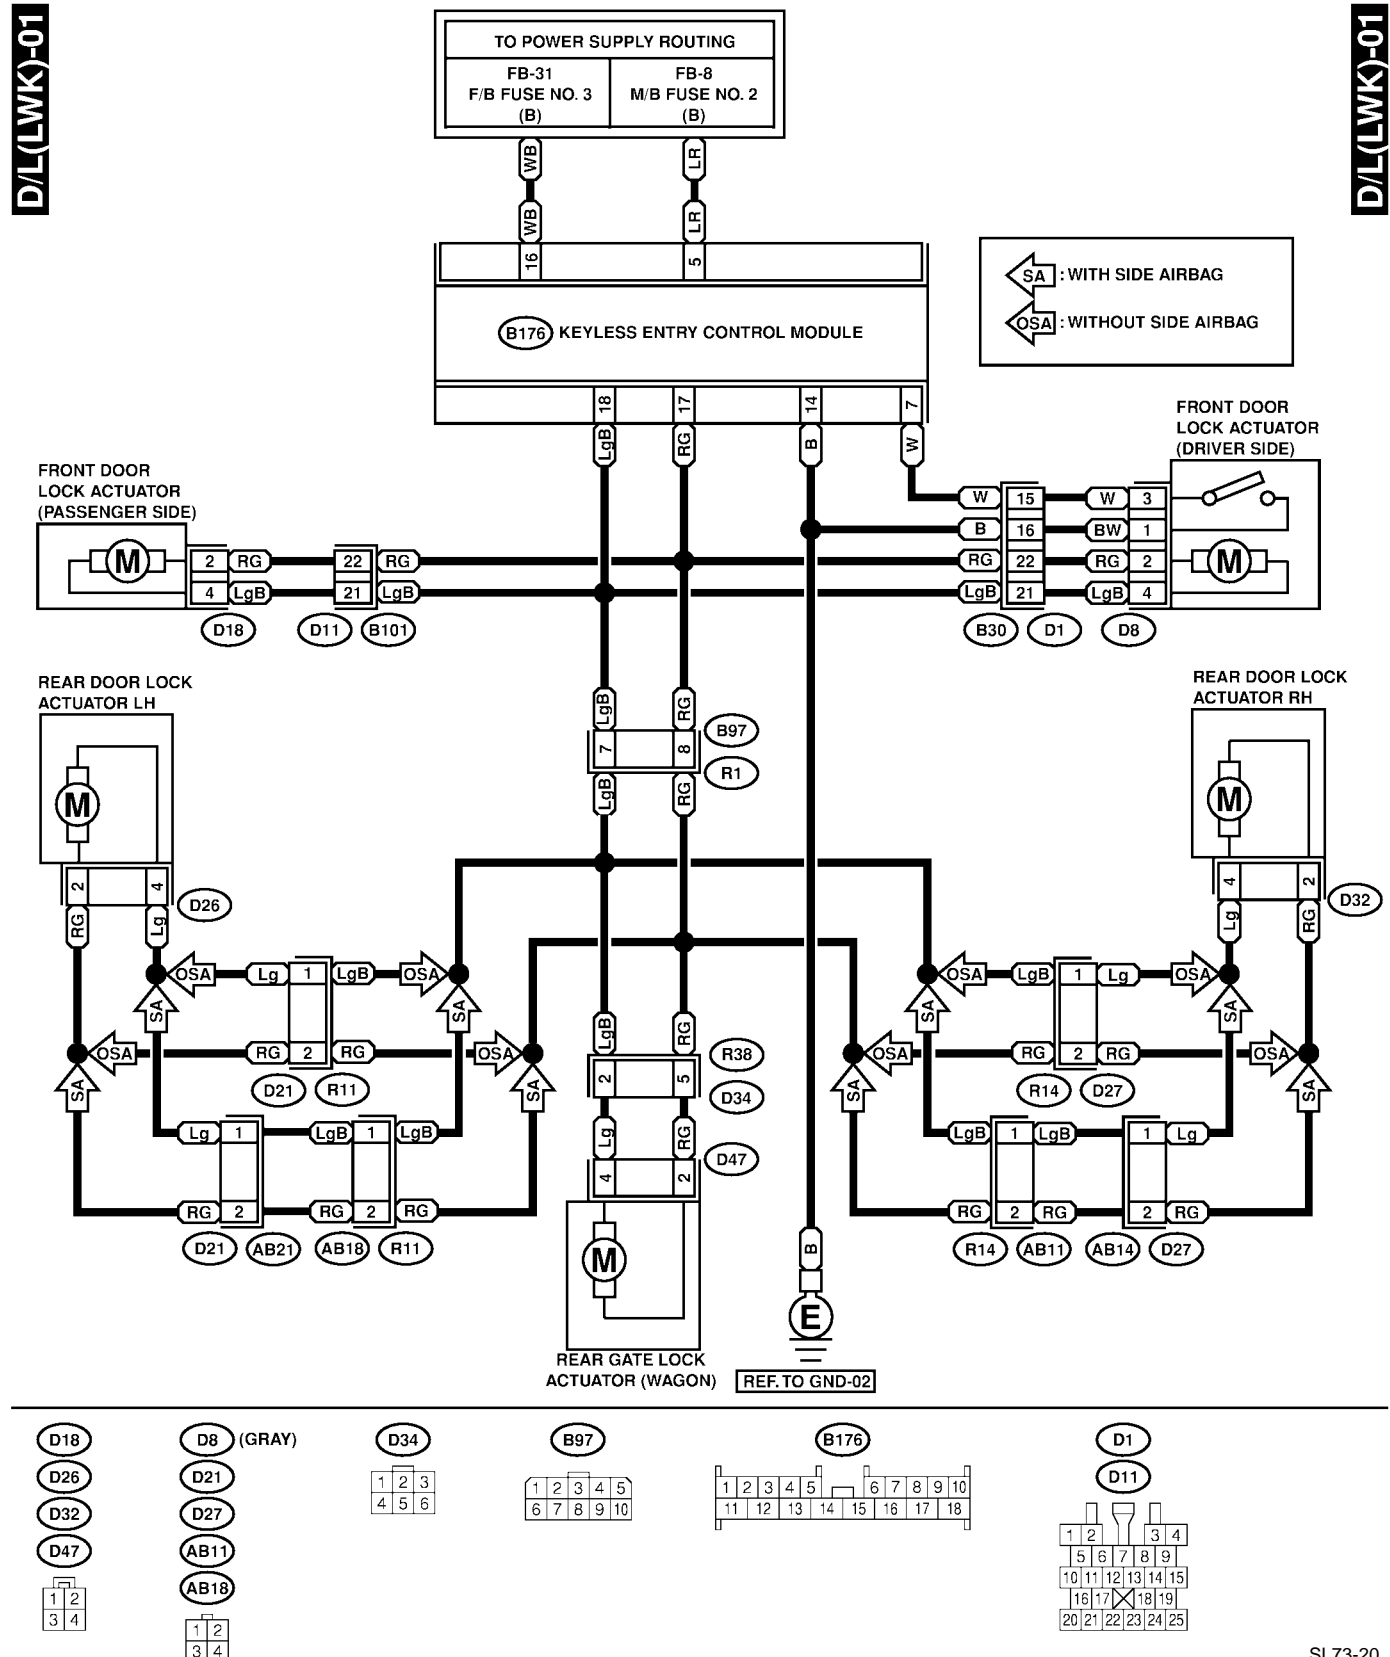 D/L(LWK)-01
D/L(LWK)-01
TO POWER SUPPLY ROUTING
FB-31
F/B FUSE NO. 3
(B)
FB-8
M/B FUSE NO. 2
(B)
WB
LR
WB
LR
16
5
B176 KEYLESS ENTRY CONTROL MODULE
SA : WITH SIDE AIRBAG
OSA : WITHOUT SIDE AIRBAG
18
17
14
7
LgB
RG
B
W
FRONT DOOR
LOCK ACTUATOR
(DRIVER SIDE)
FRONT DOOR
LOCK ACTUATOR
(PASSENGER SIDE)
W 15 W 3
B 16 BW 1
M 2 RG 22 RG RG 22 RG 2 M
4 LgB 21 LgB LgB 21 LgB 4
D18 D11 B101 B30 D1 D8
REAR DOOR LOCK
ACTUATOR LH
REAR DOOR LOCK
ACTUATOR RH
LgB RG
7 8
B97
R1
LgB RG
M
M
2 4
D26
RG Lg
4 2
D32
Lg RG
OSA Lg 1 LgB OSA
OSA LgB 1 Lg OSA
SA SA SA SA
LgB RG
OSA RG 2 RG OSA
OSA RG 2 RG OSA
R38
2 5
D34
D21 R11
R14 D27
SA SA SA SA
Lg RG
Lg 1 LgB 1 LgB
LgB 1 LgB 1 Lg
D47
4 2
RG 2 RG 2 RG
RG 2 RG 2 RG
D21 AB21 AB18 R11
R14 AB11 AB14 D27
M
B
E
REAR GATE LOCK
ACTUATOR (WAGON)
REF. TO GND-02
D18
D26
D32
D47
1 2
3 4
D8 (GRAY)
D21
D27
AB11
AB18
1 2
3 4
D34
1 2 3
4 5 6
B97
1 2 3 4 5
6 7 8 9 10
B176
1 2 3 4 5 6 7 8 9 10
11 12 13 14 15 16 17 18
D1
D11
1 2 3 4
5 6 7 8 9
10 11 12 13 14 15
16 17 18 19
20 21 22 23 24 25
SL73-20